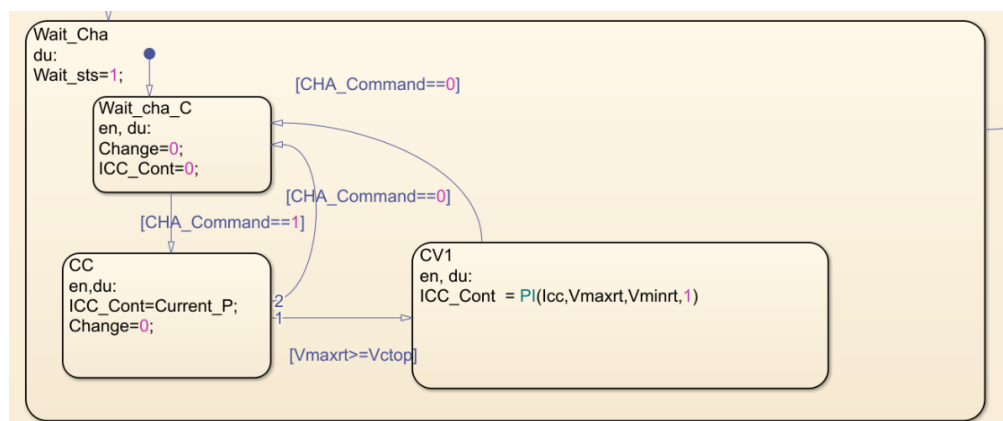 Wait_Cha
du:
Wait_sts=1;
[CHA_Command==0]
Wait_cha_C
en, du:
Change=0;
ICC_Cont=0;
[CHA_Command==0]
[CHA_Command==1]
CC
en,du:
ICC_Cont=Current_P;
Change=0;
2
1
CV1
en, du:
ICC_Cont  = PI(Icc,Vmaxrt,Vminrt,1)
[Vmaxrt>=Vctop]